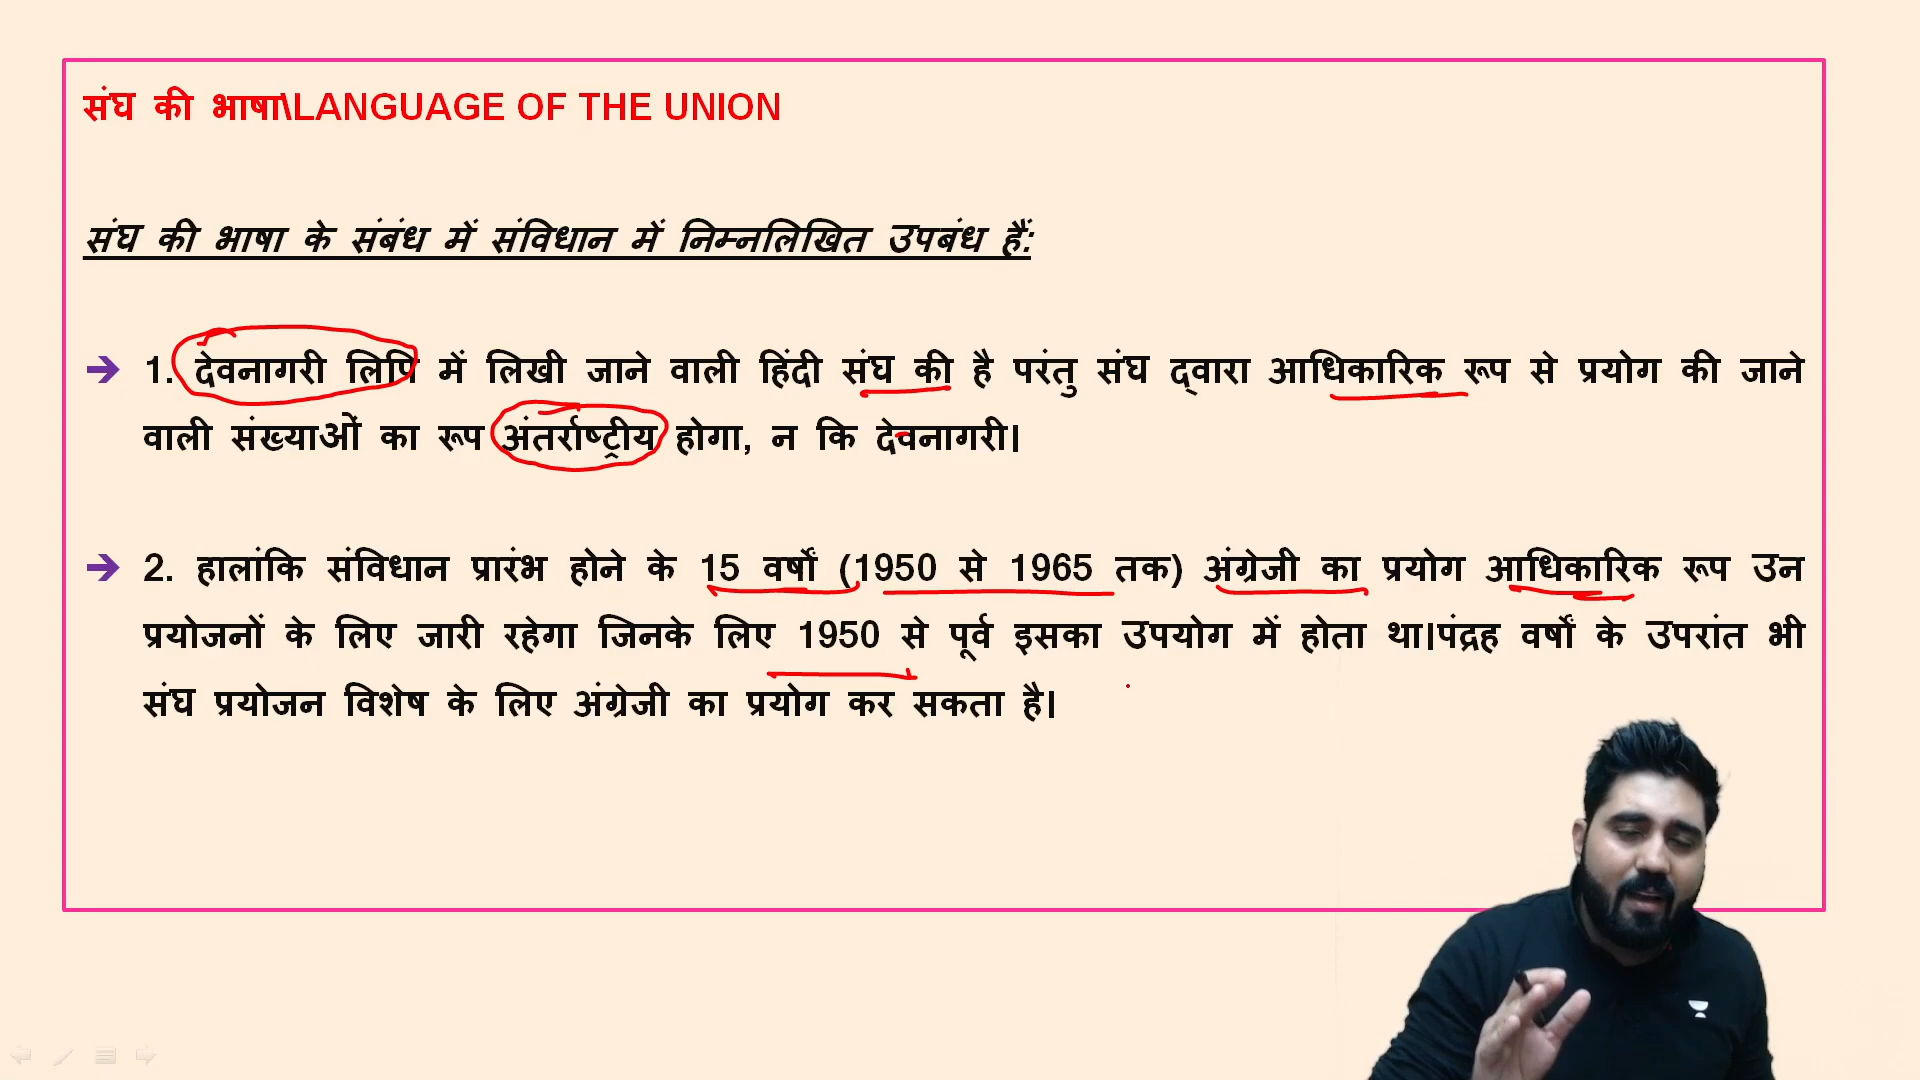 संघ की भाषा\LANGUAGE OF THE UNION
संघ की भाषा के संबंध में संविधान में निम्नलिखित उपबंध हैं:
➔ 1. देवनागरी लिपि में लिखी जाने वाली हिंदी संघ की है परंतु संघ द्वारा आधिकारिक रूप से प्रयोग की जाने
वाली संख्याओं का रूप अंतर्राष्ट्रीय होगा, न कि देवनागरी।
➔ 2. हालांकि संविधान प्रारंभ होने के 15 वर्षों (1950 से 1965 तक) अंग्रेजी का प्रयोग आधिकारिक रूप उन
प्रयोजनों के लिए जारी रहेगा जिनके लिए 1950 से पूर्व इसका उपयोग में होता था।पंद्रह वर्षों के उपरांत भी
संघ प्रयोजन विशेष के लिए अंग्रेजी का प्रयोग कर सकता है।